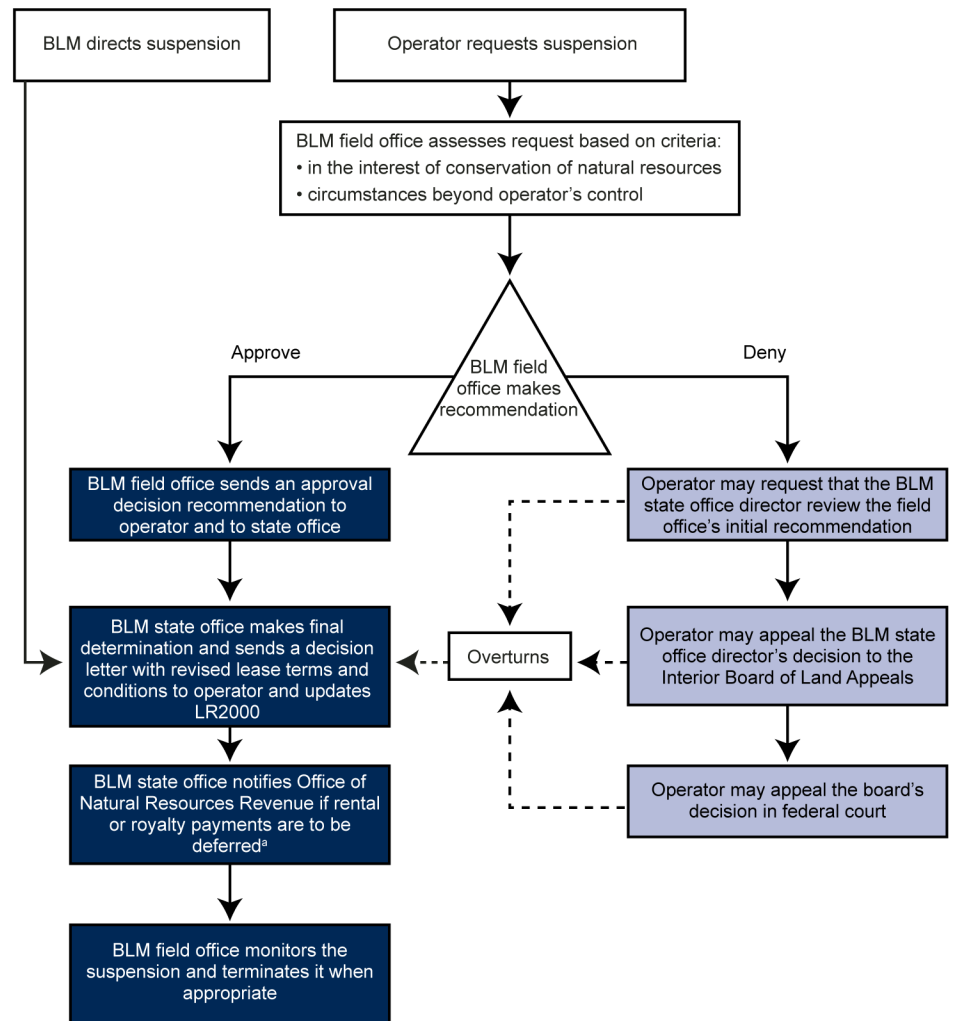 BLM directs suspension
Operator requests suspension
BLM field office assesses request based on criteria:
• in the interest of conservation of natural resources
• circumstances beyond operator's control
Approve
Deny
BLM field
office makes
recommendation
BLM field office sends an approval
decision recommendation to
operator and to state office
Operator may request that the BLM
state office director review the field
office's initial recommendation
BLM state office makes final
determination and sends a decision
letter with revised lease terms and
conditions to operator and updates
LR2000
Overturns
Operator may appeal the BLM state
office director's decision to the
Interior Board of Land Appeals
BLM state office notifies Office of
Natural Resources Revenue if rental
or royalty payments are to be
deferredᵃ
Operator may appeal the board's
decision in federal court
BLM field office monitors the
suspension and terminates it when
appropriate